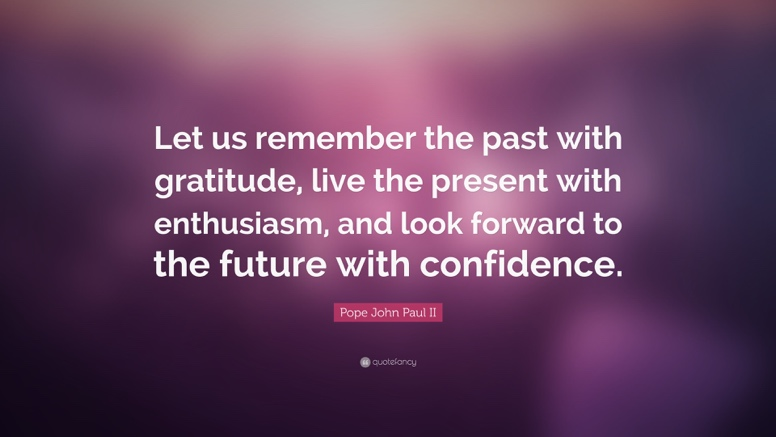 Let us remember the past with
gratitude, live the present with
enthusiasm, and look forward to
the future with confidence.
Pope John Paul II
quotefancy